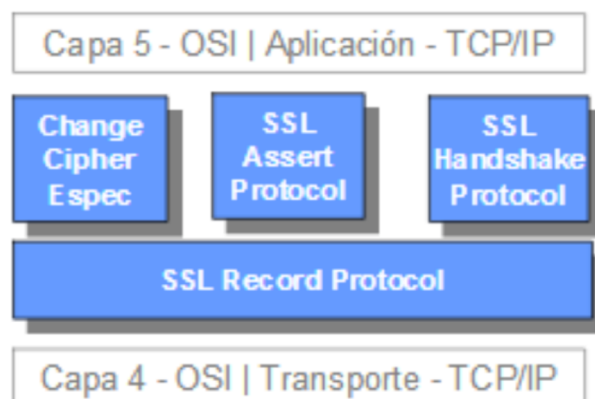 Capa 5 - OSI | Aplicación - TCP/IP
Change
Cipher
Espec
SSL
Assert
Protocol
SSL
Handshake
Protocol
SSL Record Protocol
Capa 4 - OSI | Transporte - TCP/IP